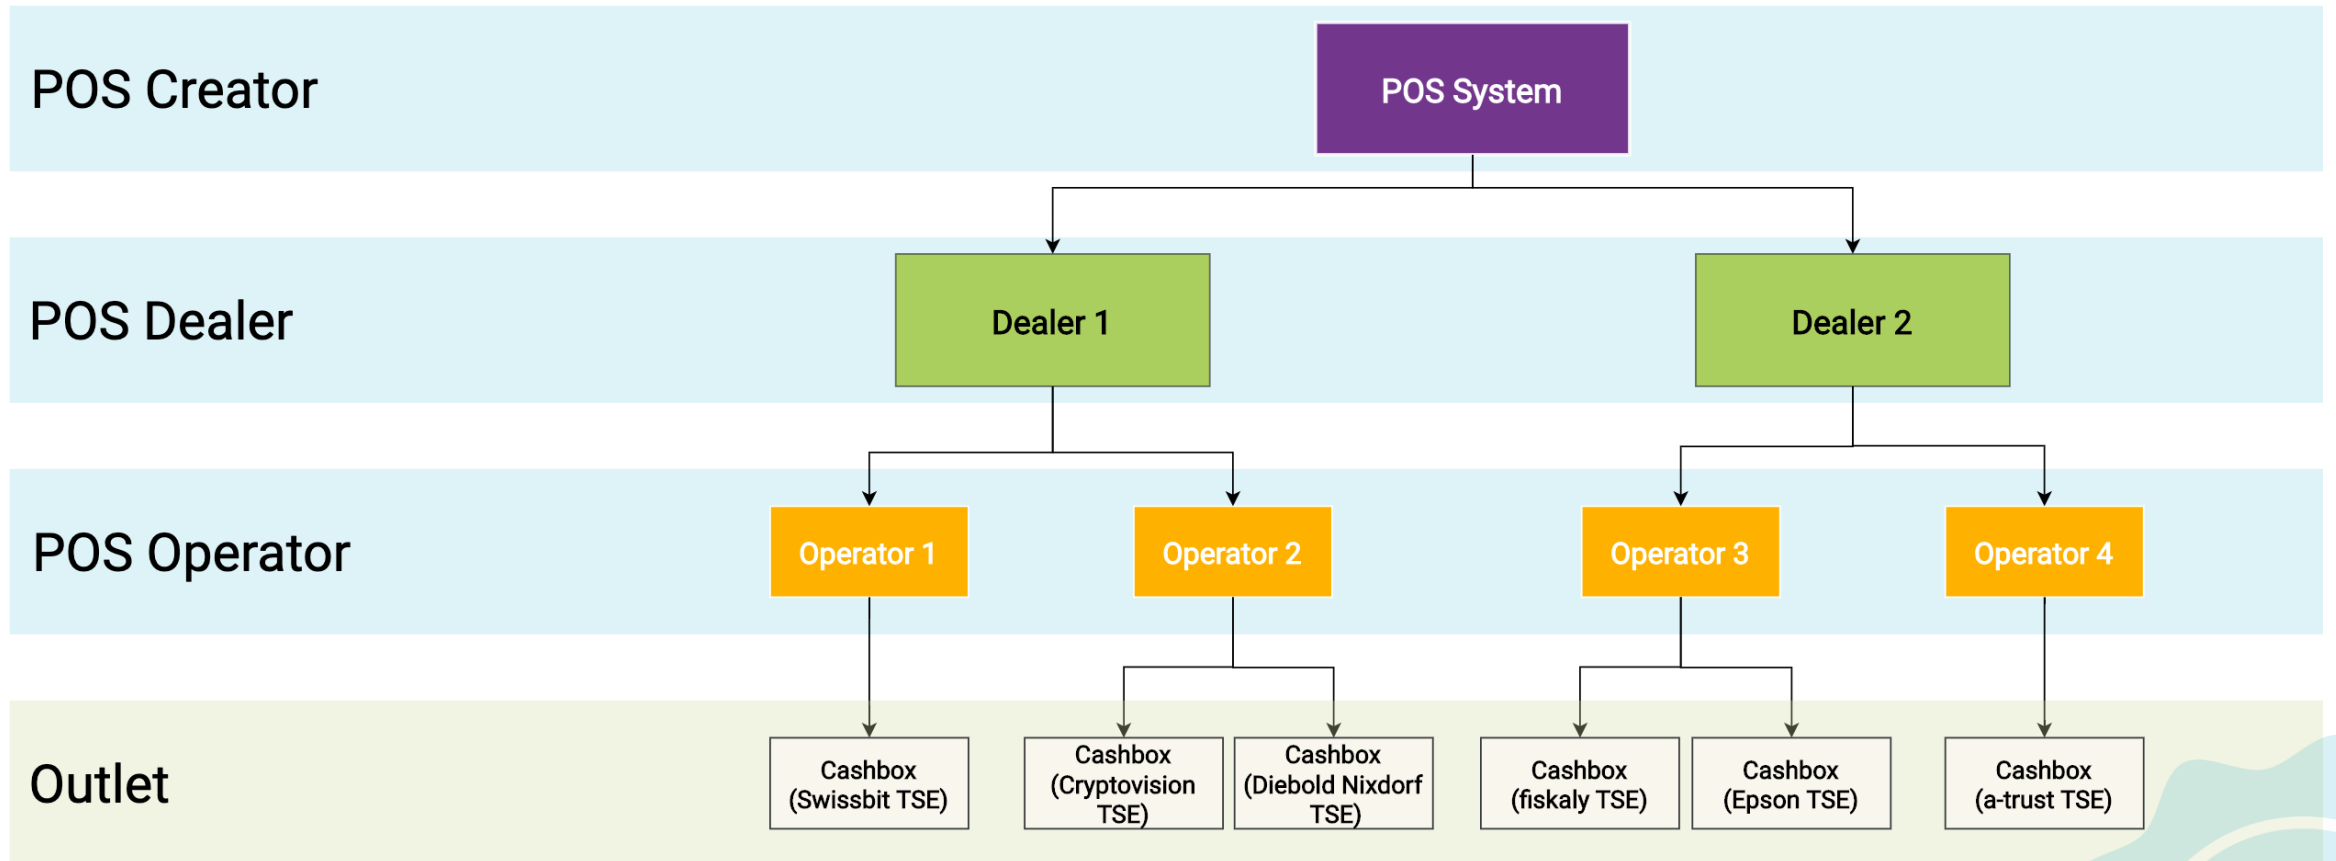 POS Creator
POS System
POS Dealer
Dealer 1
Dealer 2
POS Operator
Operator 1
Operator 2
Operator 3
Operator 4
Outlet
Cashbox
(Swissbit TSE)
Cashbox
(Cryptovision
TSE)
Cashbox
(Diebold Nixdorf
TSE)
Cashbox
(fiskaly TSE)
Cashbox
(Epson TSE)
Cashbox
(a-trust TSE)